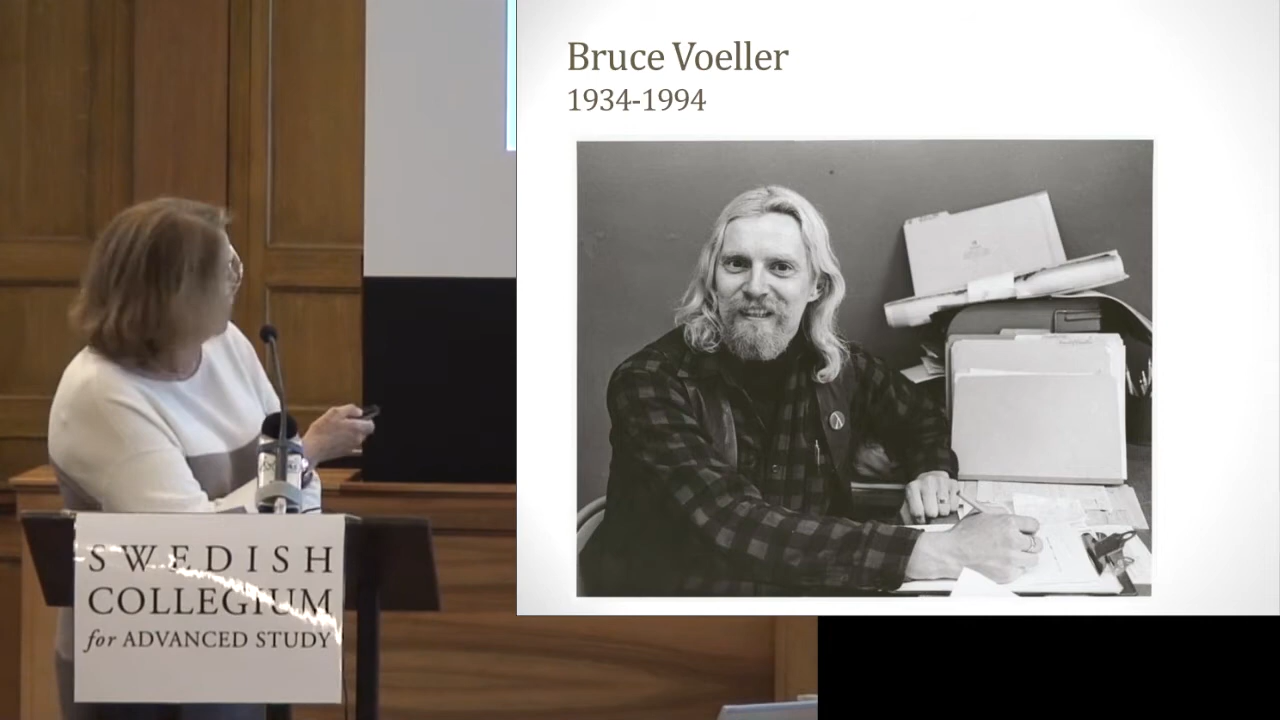 Bruce Voeller
1934-1994
SWEDISH
COLLEGIUM
for ADVANCED STUDY